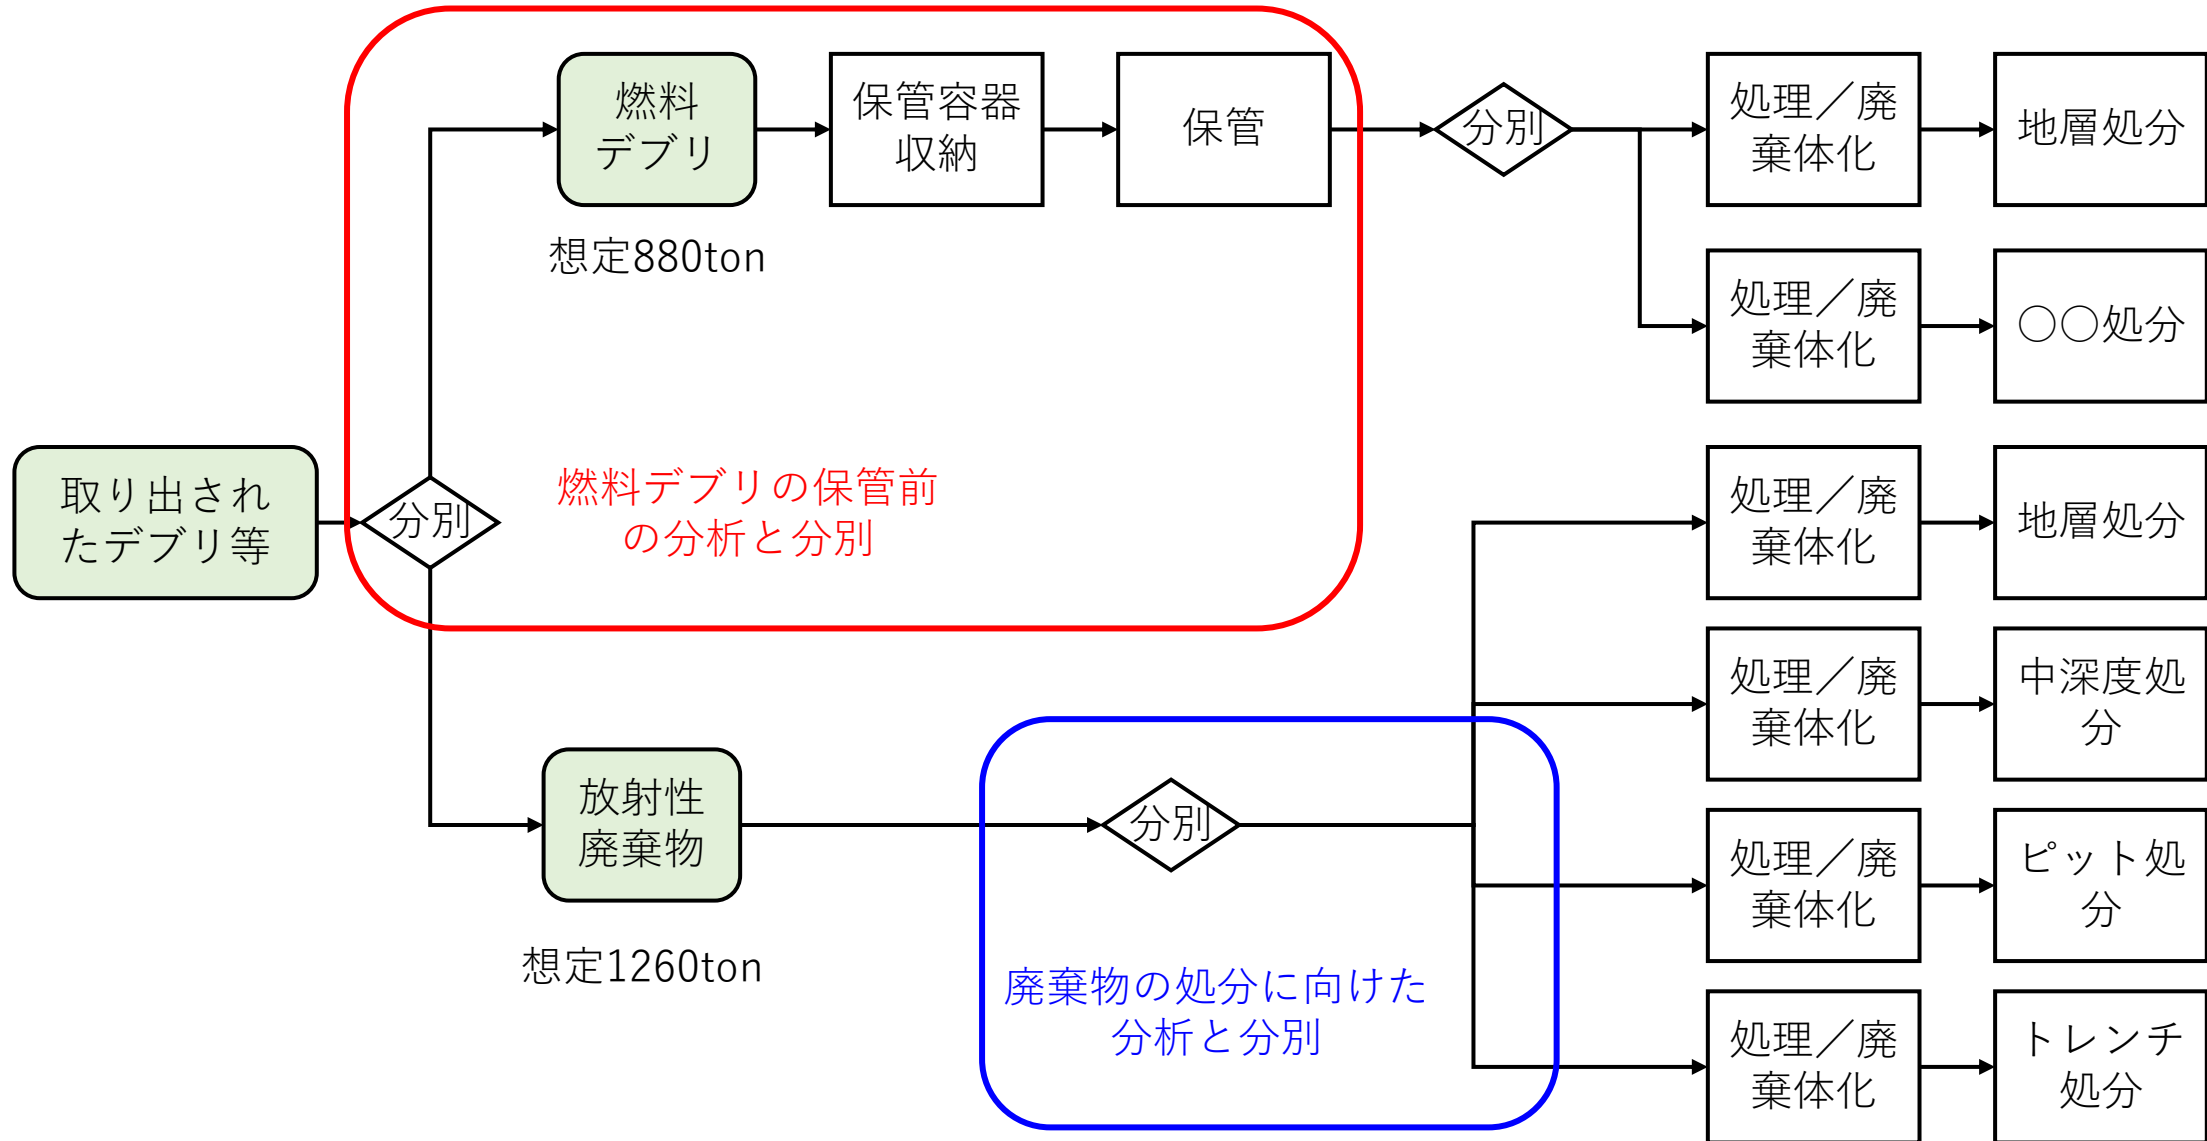 燃料
デブリ
保管容器
収納
保管
分別
処理／廃
棄体化
地層処分
想定880ton
処理／廃
棄体化
○○処分
取り出され
たデブリ等
分別
燃料デブリの保管前
の分析と分別
処理／廃
棄体化
地層処分
処理／廃
棄体化
中深度処
分
放射性
廃棄物
分別
処理／廃
棄体化
ピット処
分
想定1260ton
廃棄物の処分に向けた
分析と分別
処理／廃
棄体化
トレンチ
処分